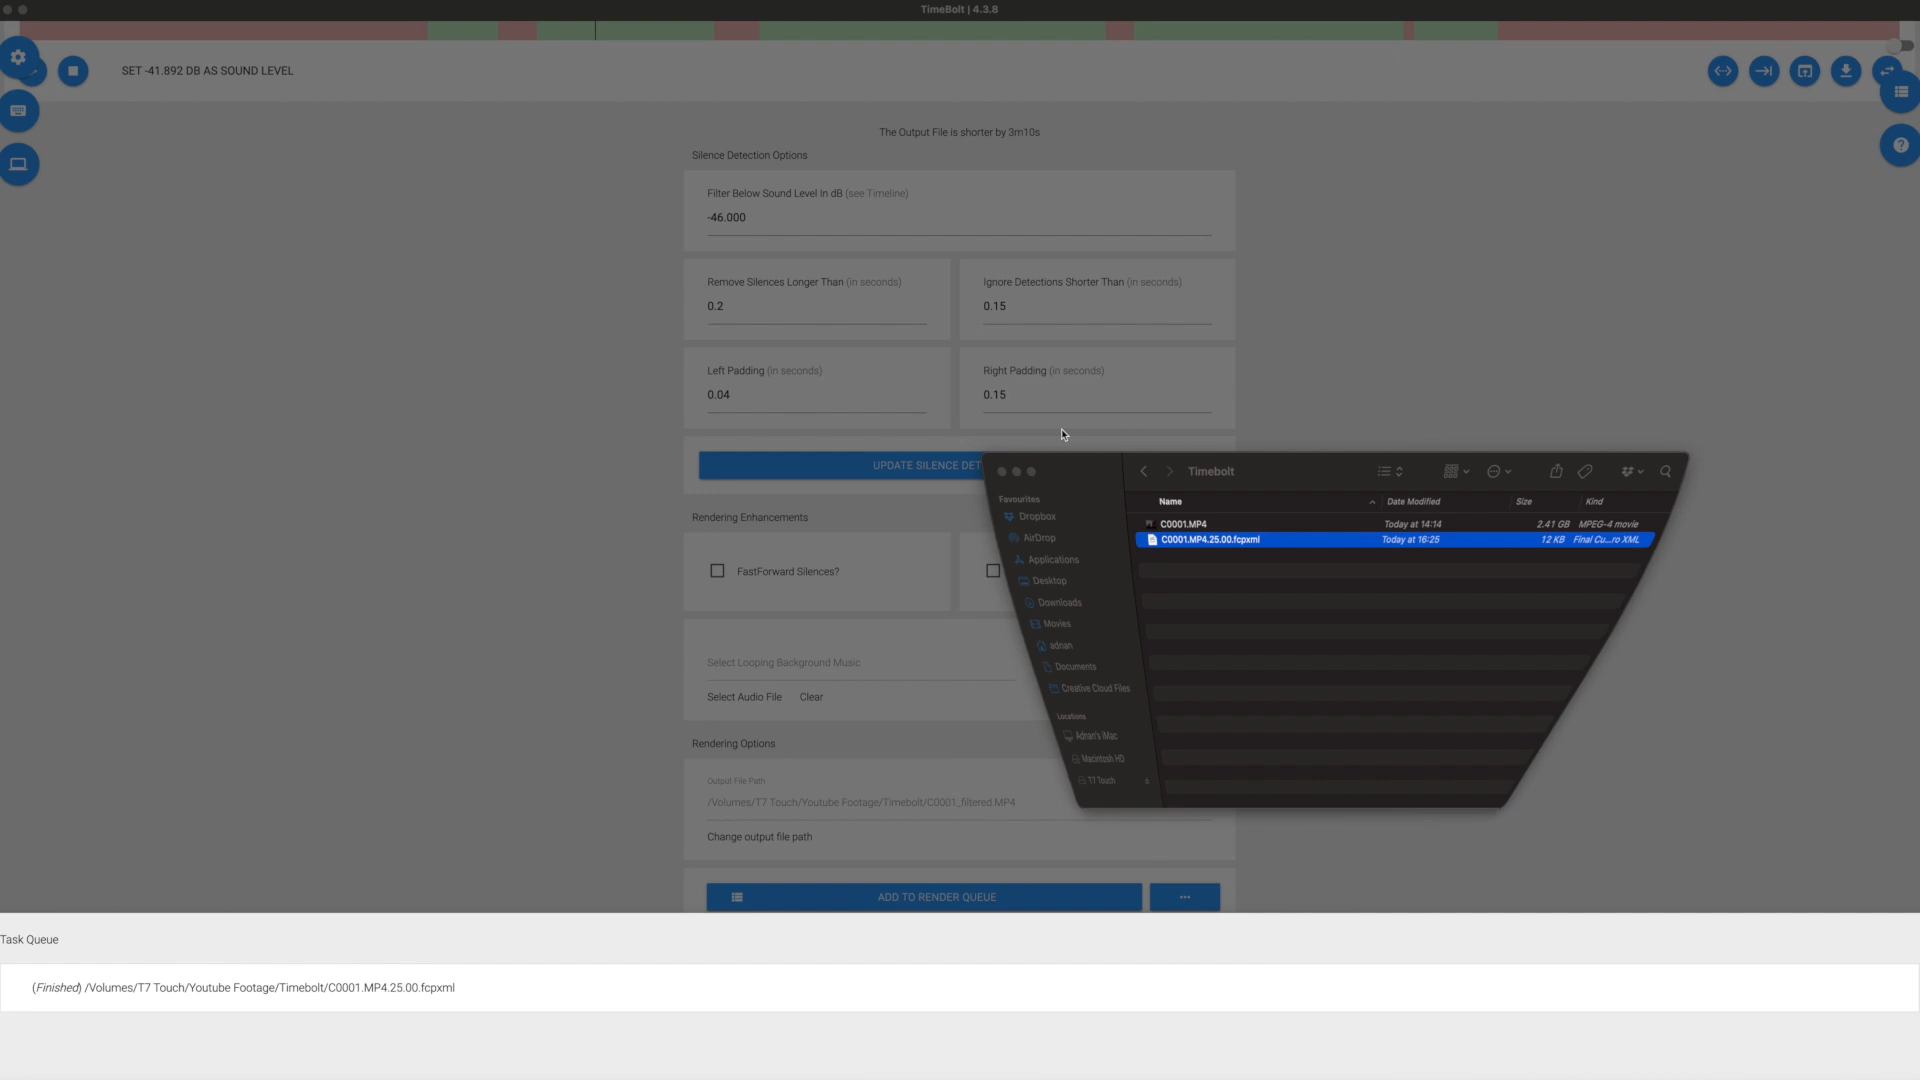 TimeBolt | 4.3.8
SET -41.892 DB AS SOUND LEVEL
The Output File is shorter by 3m10s
Silence Detection Options
Filter Below Sound Level In dB (see Timeline)
-46.000
Remove Silences Longer Than (in seconds)
0.2
Ignore Detections Shorter Than (in seconds)
0.15
Left Padding (in seconds)
0.04
Right Padding (in seconds)
0.15
UPDATE SILENCE DET
Rendering Enhancements
FastForward Silences?
Select Looping Background Music
Select Audio File Clear
Rendering Options
Output File Path
/Volumes/T7 Touch/Youtube Footage/Timebolt/C0001_filtered.MP4
Change output file path
ADD TO RENDER QUEUE
Timebolt
Favourites
Dropbox
AirDrop
Applications
Desktop
Downloads
Movies
adnan
Documents
Creative Cloud Files
Locations
Adnan's iMac
Macintosh HD
T7 Touch
Name Date Modified Size Kind
C0001.MP4 Today at 14:14 2.41 GB MPEG-4 movie
C0001.MP4.25.00.fcpxml Today at 16:25 12 KB Final Cu...ro XML
Task Queue
(Finished) /Volumes/T7 Touch/Youtube Footage/Timebolt/C0001.MP4.25.00.fcpxml